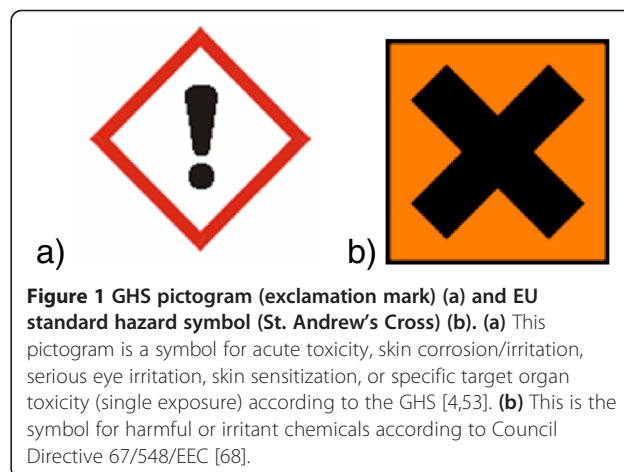 a)
b)
Figure 1 GHS pictogram (exclamation mark) (a) and EU
standard hazard symbol (St. Andrew's Cross) (b). (a) This
pictogram is a symbol for acute toxicity, skin corrosion/irritation,
serious eye irritation, skin sensitization, or specific target organ
toxicity (single exposure) according to the GHS [4,53]. (b) This is the
symbol for harmful or irritant chemicals according to Council
Directive 67/548/EEC [68].